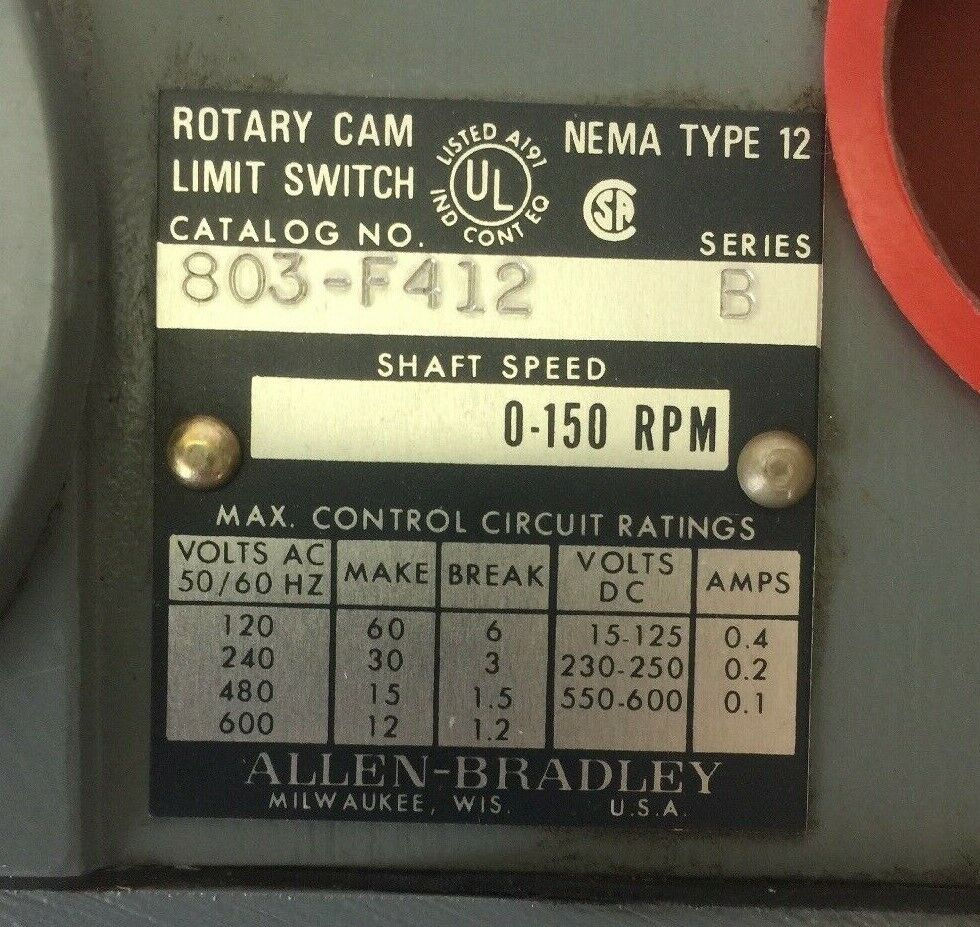 ROTARY CAM
LIMIT SWITCH
LISTED A191
UL
IND CONT EQ
NEMA TYPE 12
SA
CATALOG NO.
SERIES
803-F412
B
SHAFT SPEED
0-150 RPM
MAX. CONTROL CIRCUIT RATINGS
VOLTS AC
50/60 HZ
MAKE
BREAK
VOLTS
DC
AMPS
120 60 6 15-125 0.4
240 30 3 230-250 0.2
480 15 1.5 550-600 0.1
600 12 1.2
ALLEN-BRADLEY
MILWAUKEE, WIS. U.S.A.